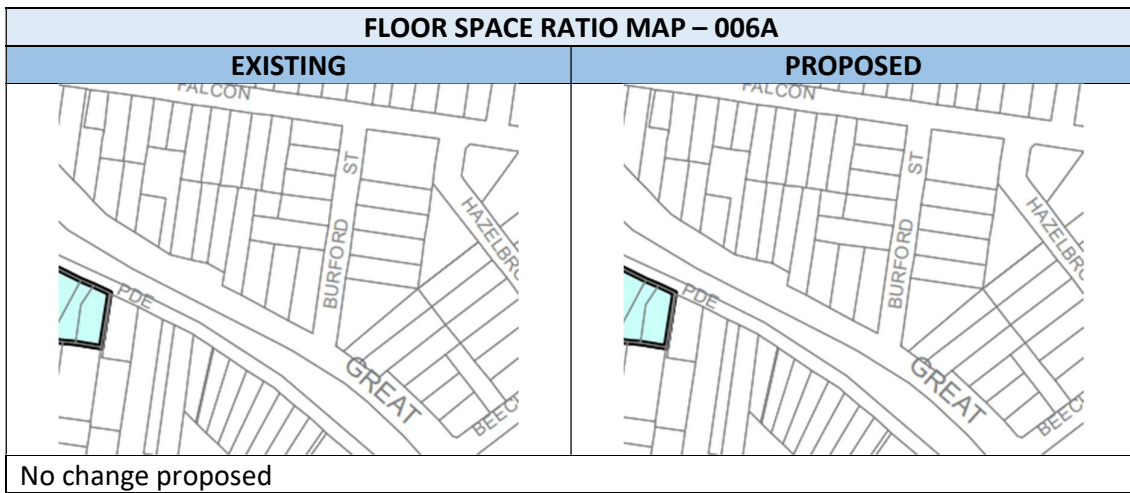 FLOOR SPACE RATIO MAP – 006A
EXISTING
PROPOSED
FALCON
ST
BURFORD
HAZELBRO
PDE
GREAT
BEEC
FALCON
ST
BURFORD
HAZELBRO
PDE
GREAT
BEEC
No change proposed